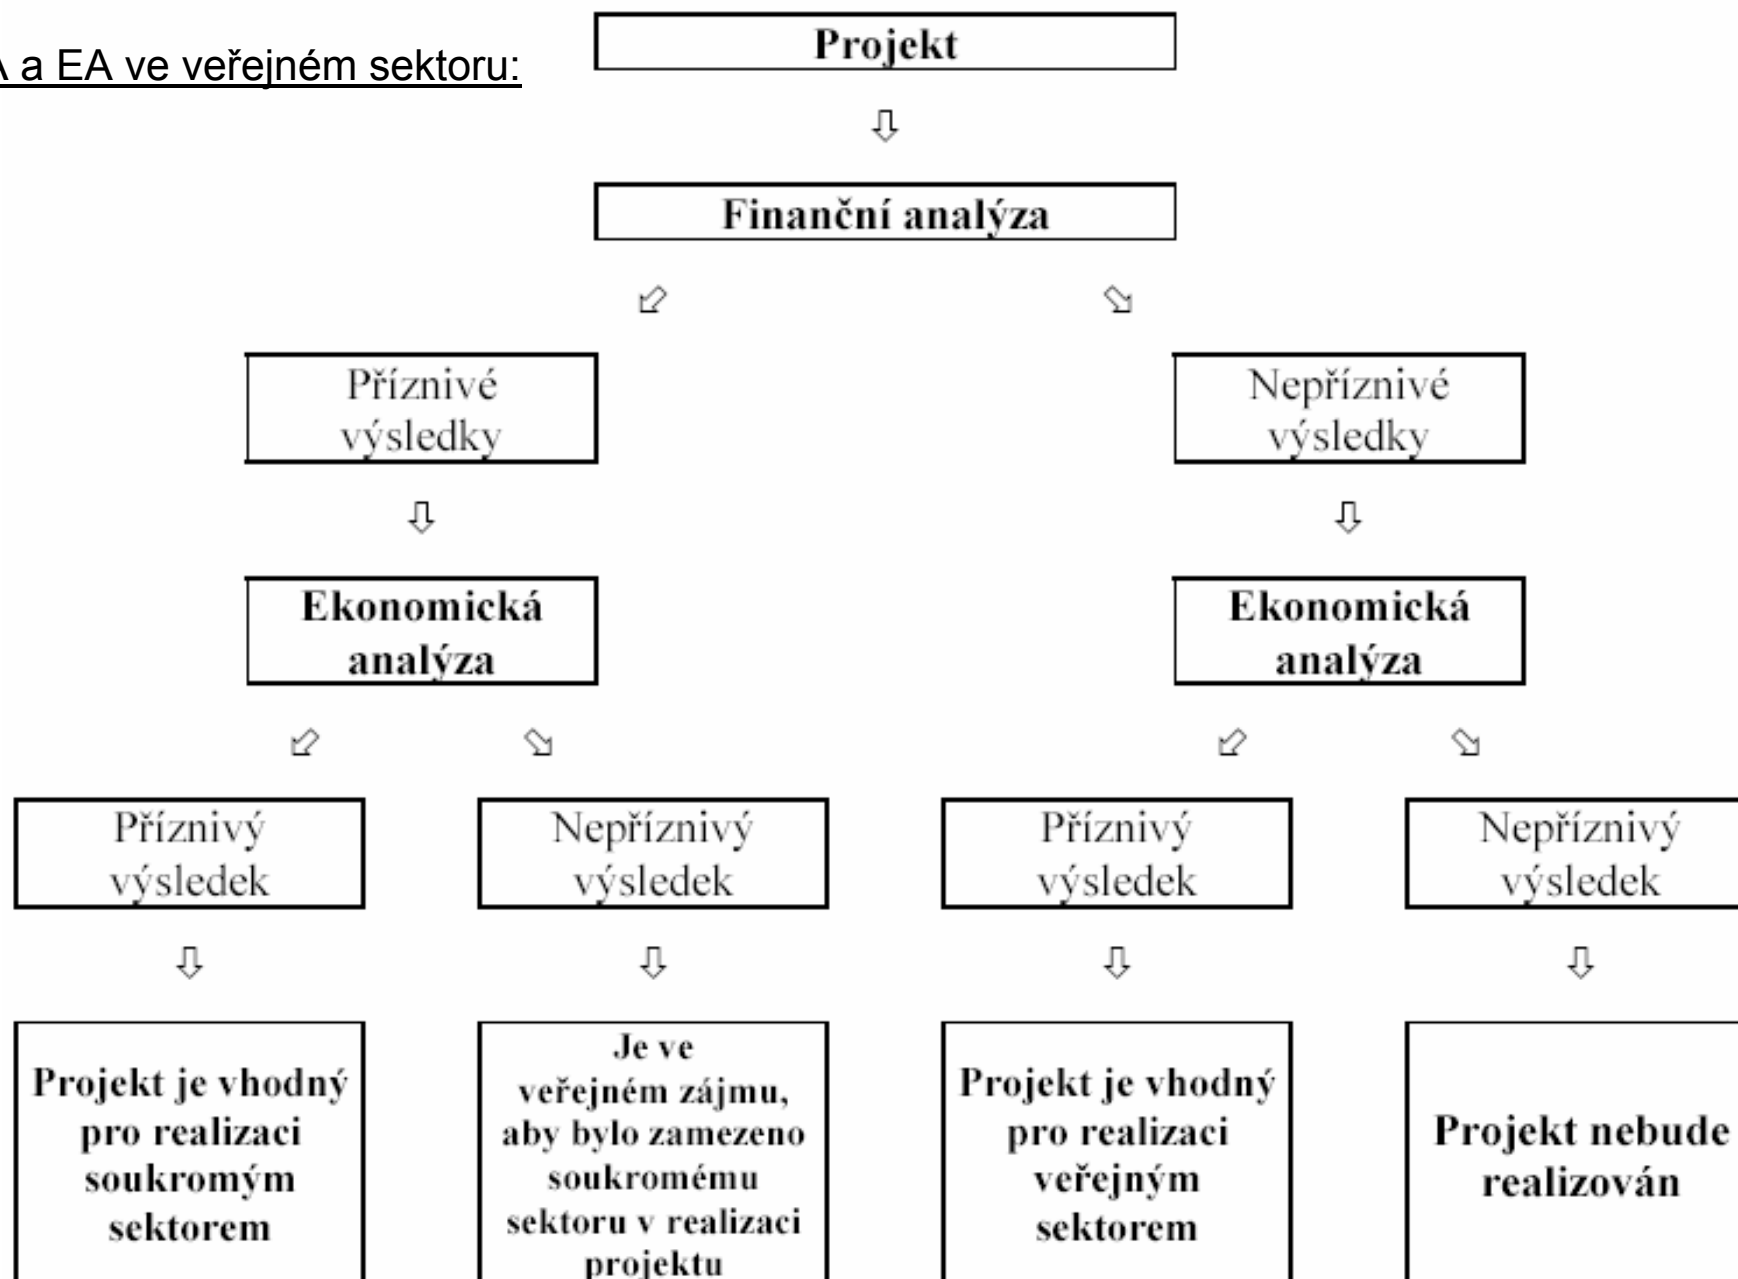 A a EA ve veřejném sektoru:
Projekt
Finanční analýza
Příznivé
výsledky
Nepříznivé
výsledky
Ekonomická
analýza
Ekonomická
analýza
Příznivý
výsledek
Nepříznivý
výsledek
Příznivý
výsledek
Nepříznivý
výsledek
Projekt je vhodný
pro realizaci
soukromým
sektorem
Je ve
veřejném zájmu,
aby bylo zamezeno
soukromému
sektoru v realizaci
projektu
Projekt je vhodný
pro realizaci
veřejným
sektorem
Projekt nebude
realizován